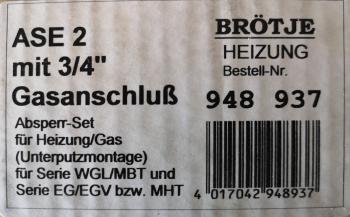 ASE 2
mit 3/4"
Gasanschluß
Absperr-Set
für Heizung/Gas
(Unterputzmontage)
für Serie WGL/MBT und
Serie EG/EGV bzw. MHT
BRÖTJE
HEIZUNG
Bestell-Nr.
948 937
4 017042 948937